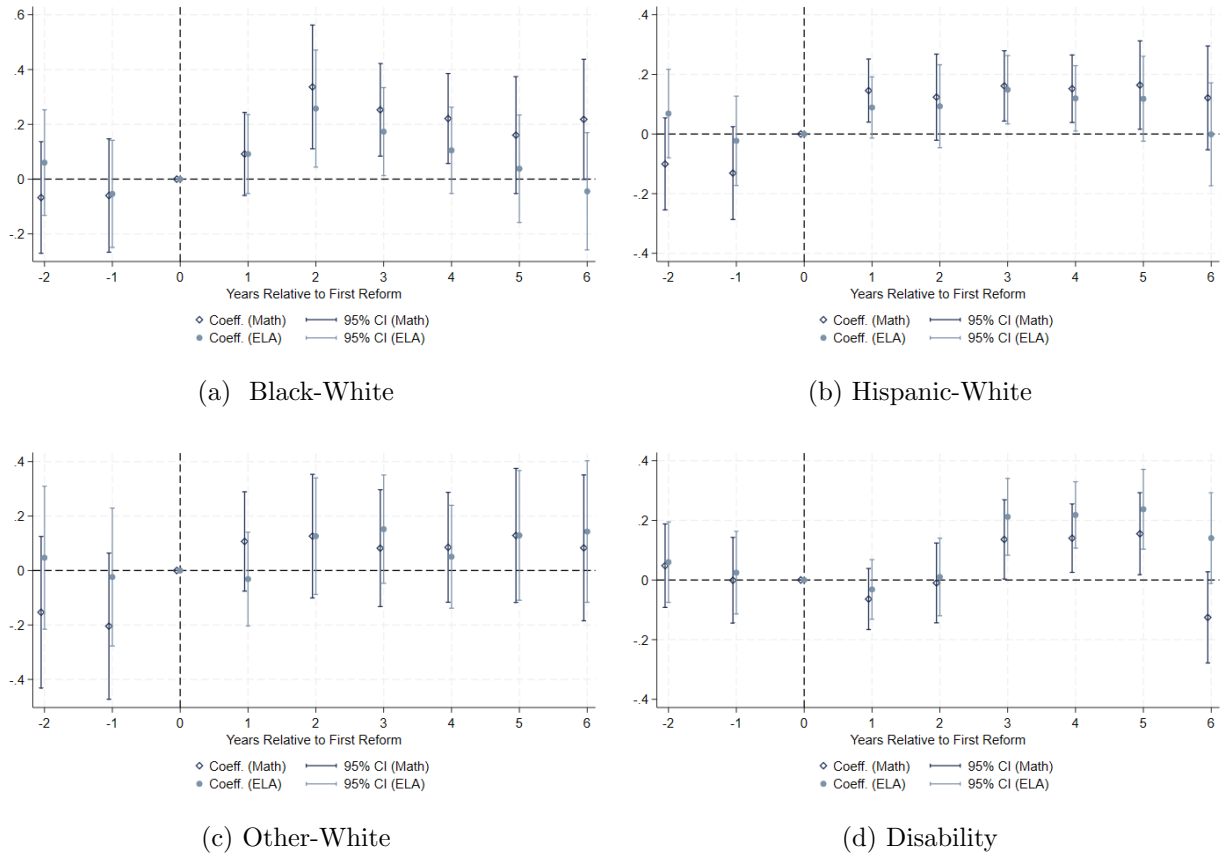 .6
.4
.2
0
-.2
-2 -1 0 1 2 3 4 5 6
Years Relative to First Reform
Coeff. (Math) 95% CI (Math)
Coeff. (ELA) 95% CI (ELA)
(a) Black-White
.4
.2
0
-.2
-.4
-2 -1 0 1 2 3 4 5 6
Years Relative to First Reform
Coeff. (Math) 95% CI (Math)
Coeff. (ELA) 95% CI (ELA)
(b) Hispanic-White
.4
.2
0
-.2
-.4
-2 -1 0 1 2 3 4 5 6
Years Relative to First Reform
Coeff. (Math) 95% CI (Math)
Coeff. (ELA) 95% CI (ELA)
(c) Other-White
.4
.2
0
-.2
-.4
-2 -1 0 1 2 3 4 5 6
Years Relative to First Reform
Coeff. (Math) 95% CI (Math)
Coeff. (ELA) 95% CI (ELA)
(d) Disability